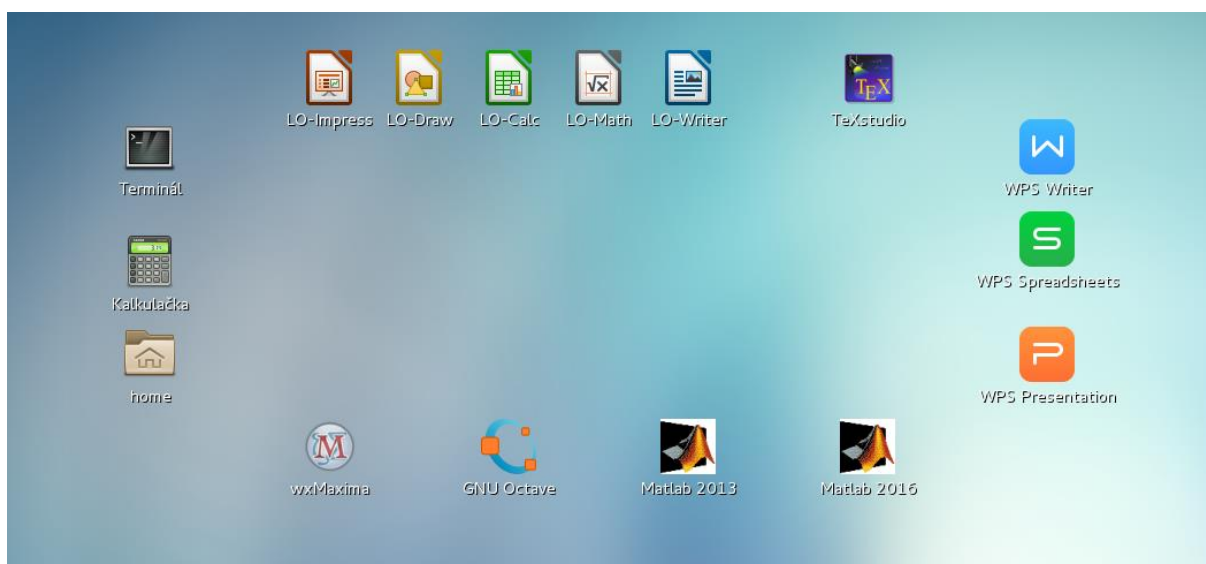 LO-Impress LO-Draw LO-Calc LO-Math LO-Writer TeXstudio
Terminál
WPS Writer
WPS Spreadsheets
Kalkulačka
home
WPS Presentation
wxMaxima GNU Octave Matlab 2013 Matlab 2016